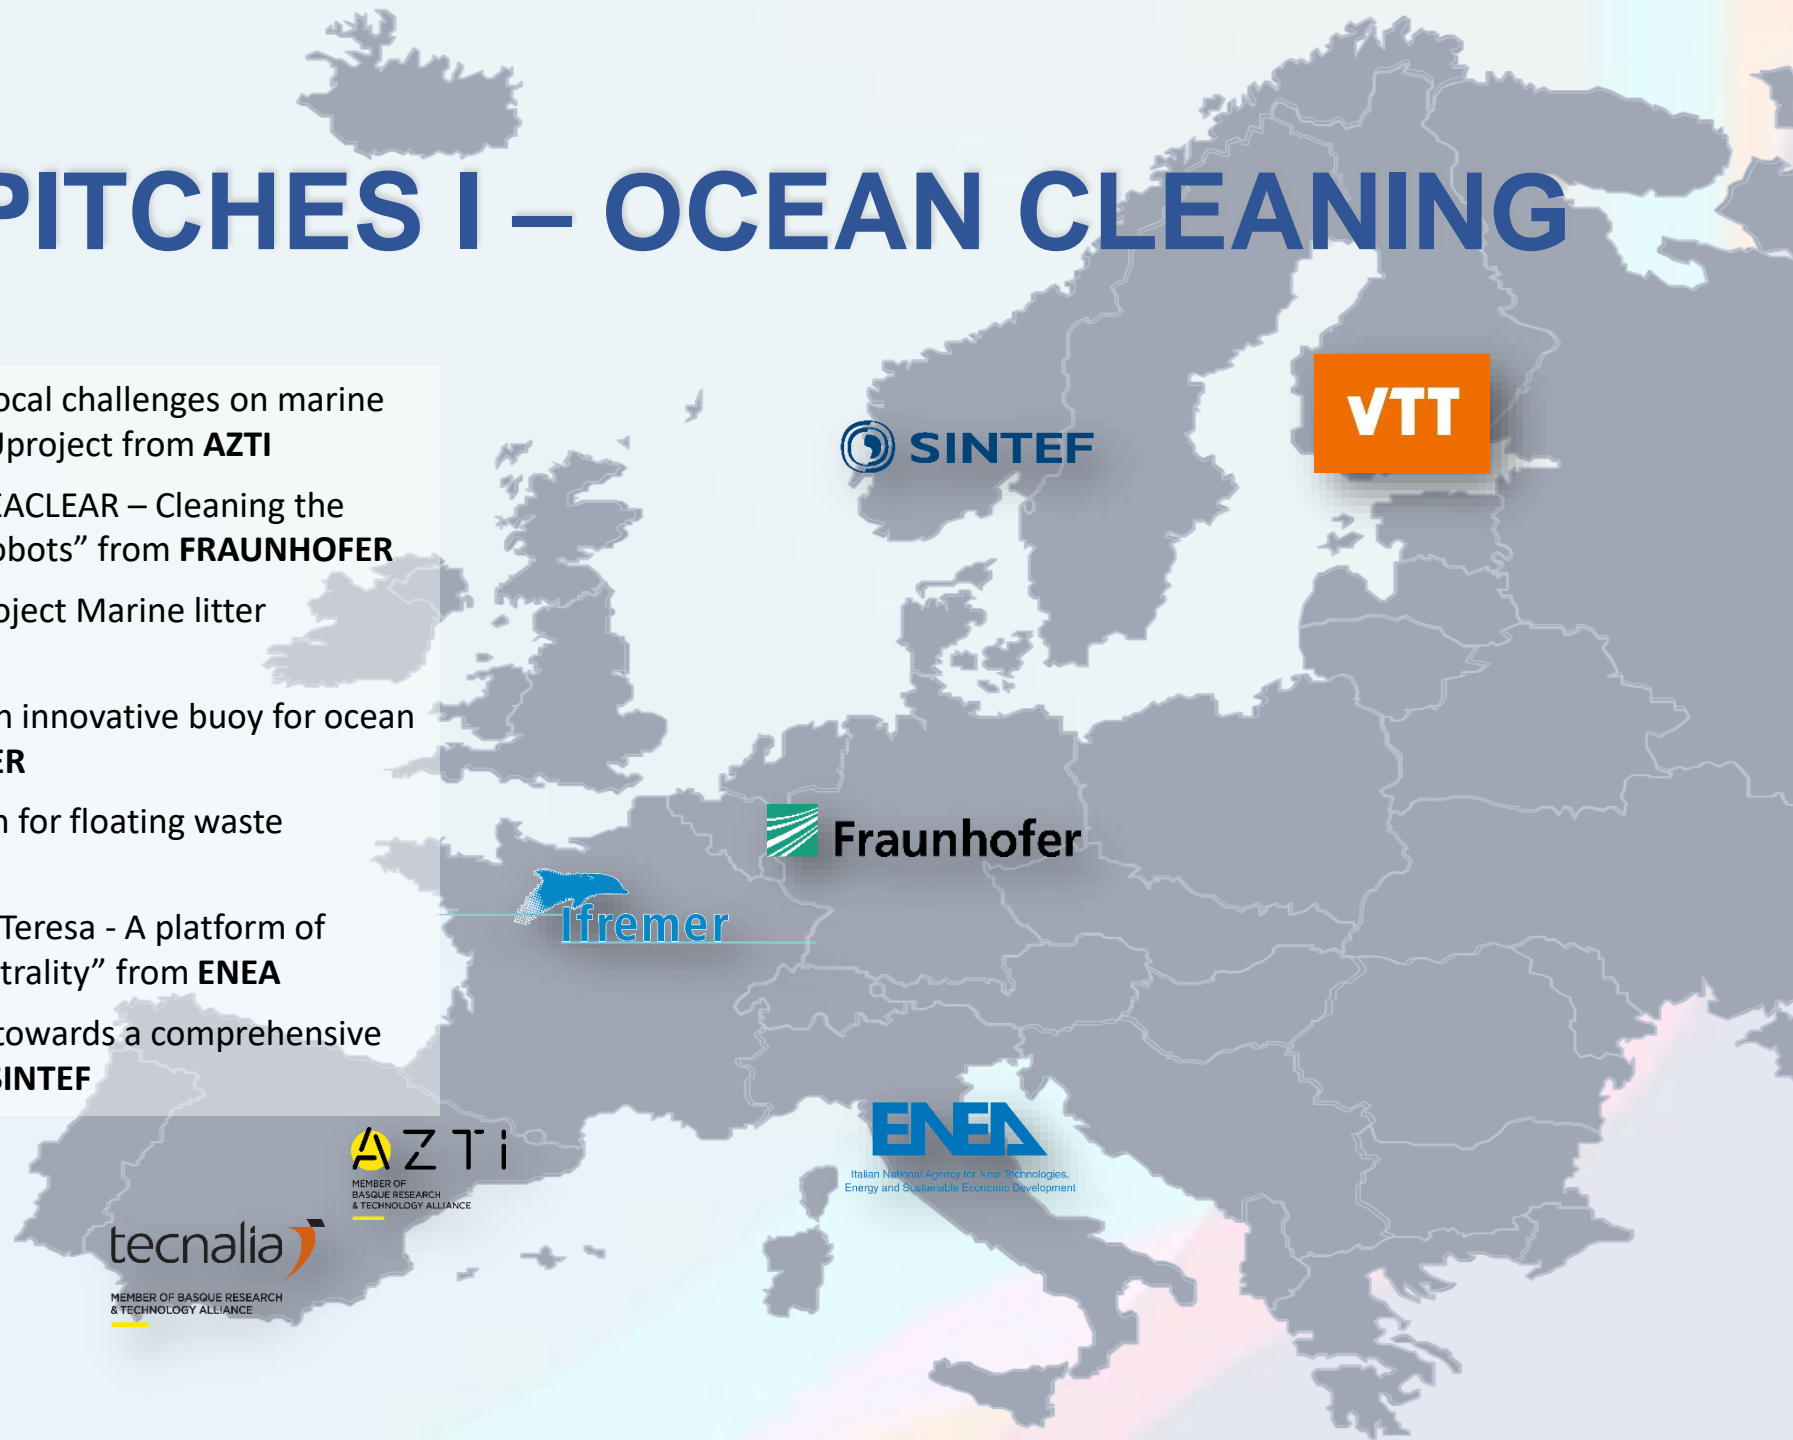 PITCHES I – OCEAN CLEANING
ocal challenges on marine
project from AZTI
EACLEAR – Cleaning the
obots” from FRAUNHOFER
oject Marine litter
n innovative buoy for ocean
ER
n for floating waste
Teresa - A platform of
trality” from ENEA
towards a comprehensive
SINTEF
SINTEF
VTT
Fraunhofer
Ifremer
AZTi
MEMBER OF
BASQUE RESEARCH
& TECHNOLOGY ALLIANCE
ENEA
Italian National Agency for New Technologies,
Energy and Sustainable Economic Development
tecnalia
MEMBER OF BASQUE RESEARCH
& TECHNOLOGY ALLIANCE